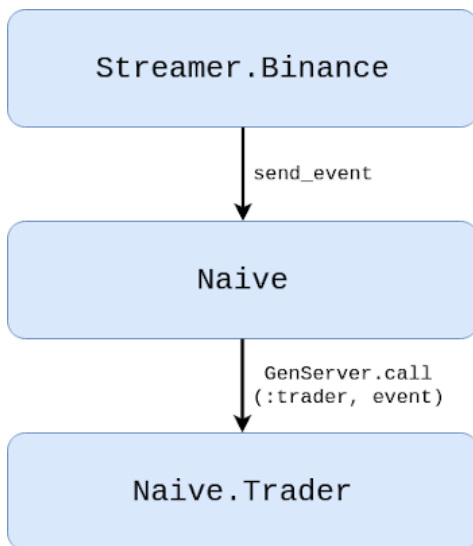 Streamer.Binance
send_event
Naive
GenServer.call
(:trader, event)
Naive.Trader